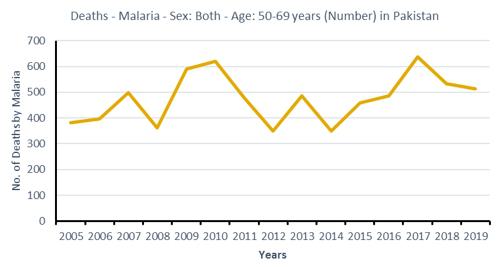 Deaths - Malaria - Sex: Both - Age: 50-69 years (Number) in Pakistan
No. of Deaths by Malaria
700
600
500
400
300
200
100
0
2005 2006 2007 2008 2009 2010 2011 2012 2013 2014 2015 2016 2017 2018 2019
Years